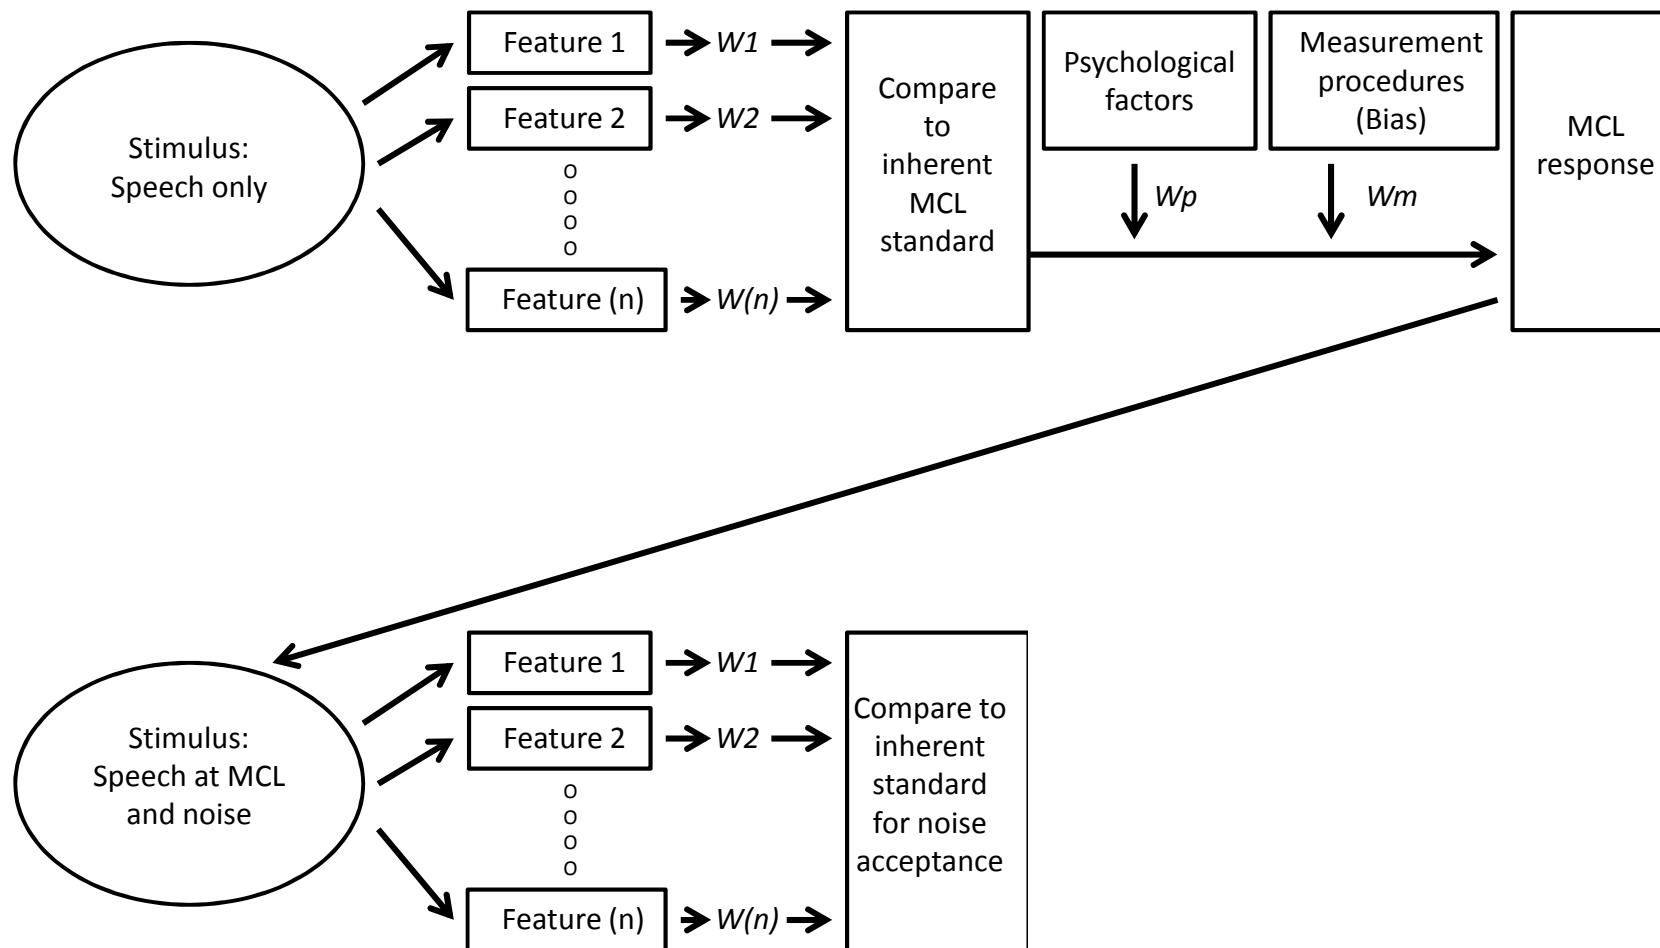 Stimulus:
Speech only
Feature 1
W1
Feature 2
W2
o
o
o
o
Feature (n)
W(n)
Compare
to
inherent
MCL
standard
Psychological
factors
Wp
Measurement
procedures
(Bias)
Wm
MCL
response
Stimulus:
Speech at MCL
and noise
Feature 1
W1
Feature 2
W2
o
o
o
o
Feature (n)
W(n)
Compare to
inherent
standard
for noise
acceptance